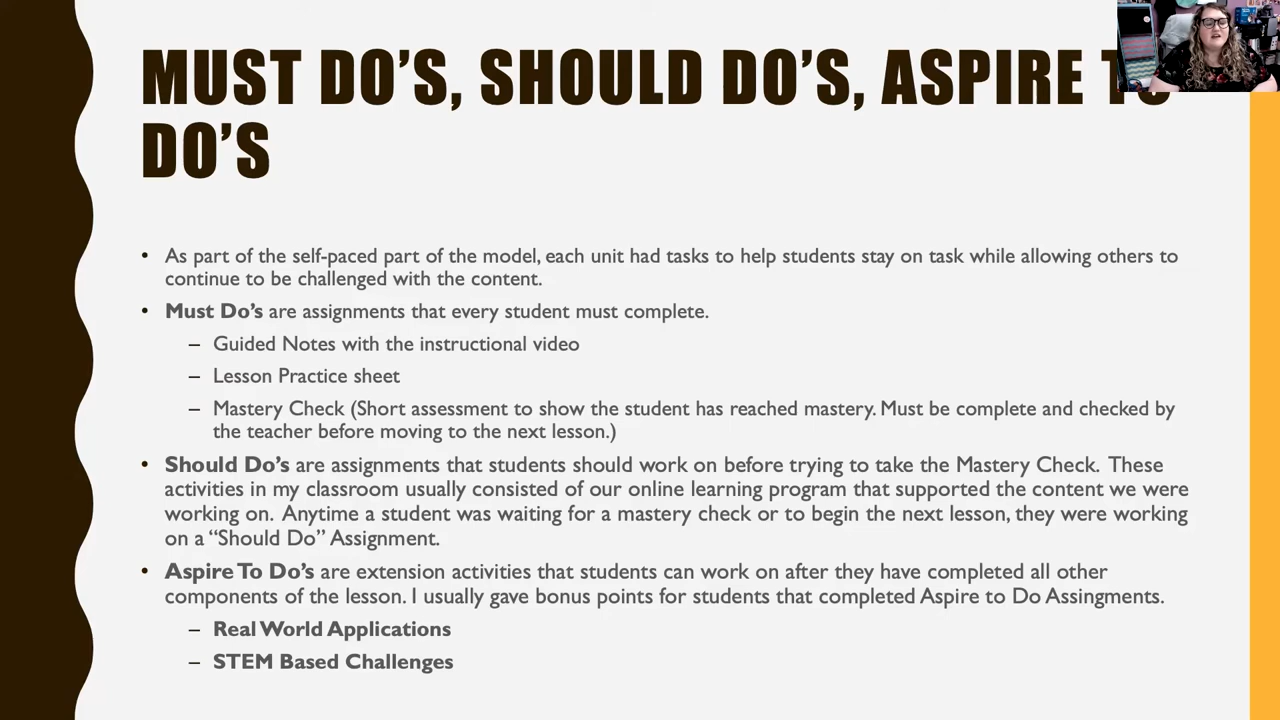 MUST DO'S, SHOULD DO'S, ASPIRE TO
DO'S
• As part of the self-paced part of the model, each unit had tasks to help students stay on task while allowing others to
continue to be challenged with the content.
• Must Do's are assignments that every student must complete.
– Guided Notes with the instructional video
– Lesson Practice sheet
– Mastery Check (Short assessment to show the student has reached mastery. Must be complete and checked by
the teacher before moving to the next lesson.)
• Should Do's are assignments that students should work on before trying to take the Mastery Check. These
activities in my classroom usually consisted of our online learning program that supported the content we were
working on. Anytime a student was waiting for a mastery check or to begin the next lesson, they were working
on a “Should Do” Assignment.
• Aspire To Do's are extension activities that students can work on after they have completed all other
components of the lesson. I usually gave bonus points for students that completed Aspire to Do Assingments.
– Real World Applications
– STEM Based Challenges